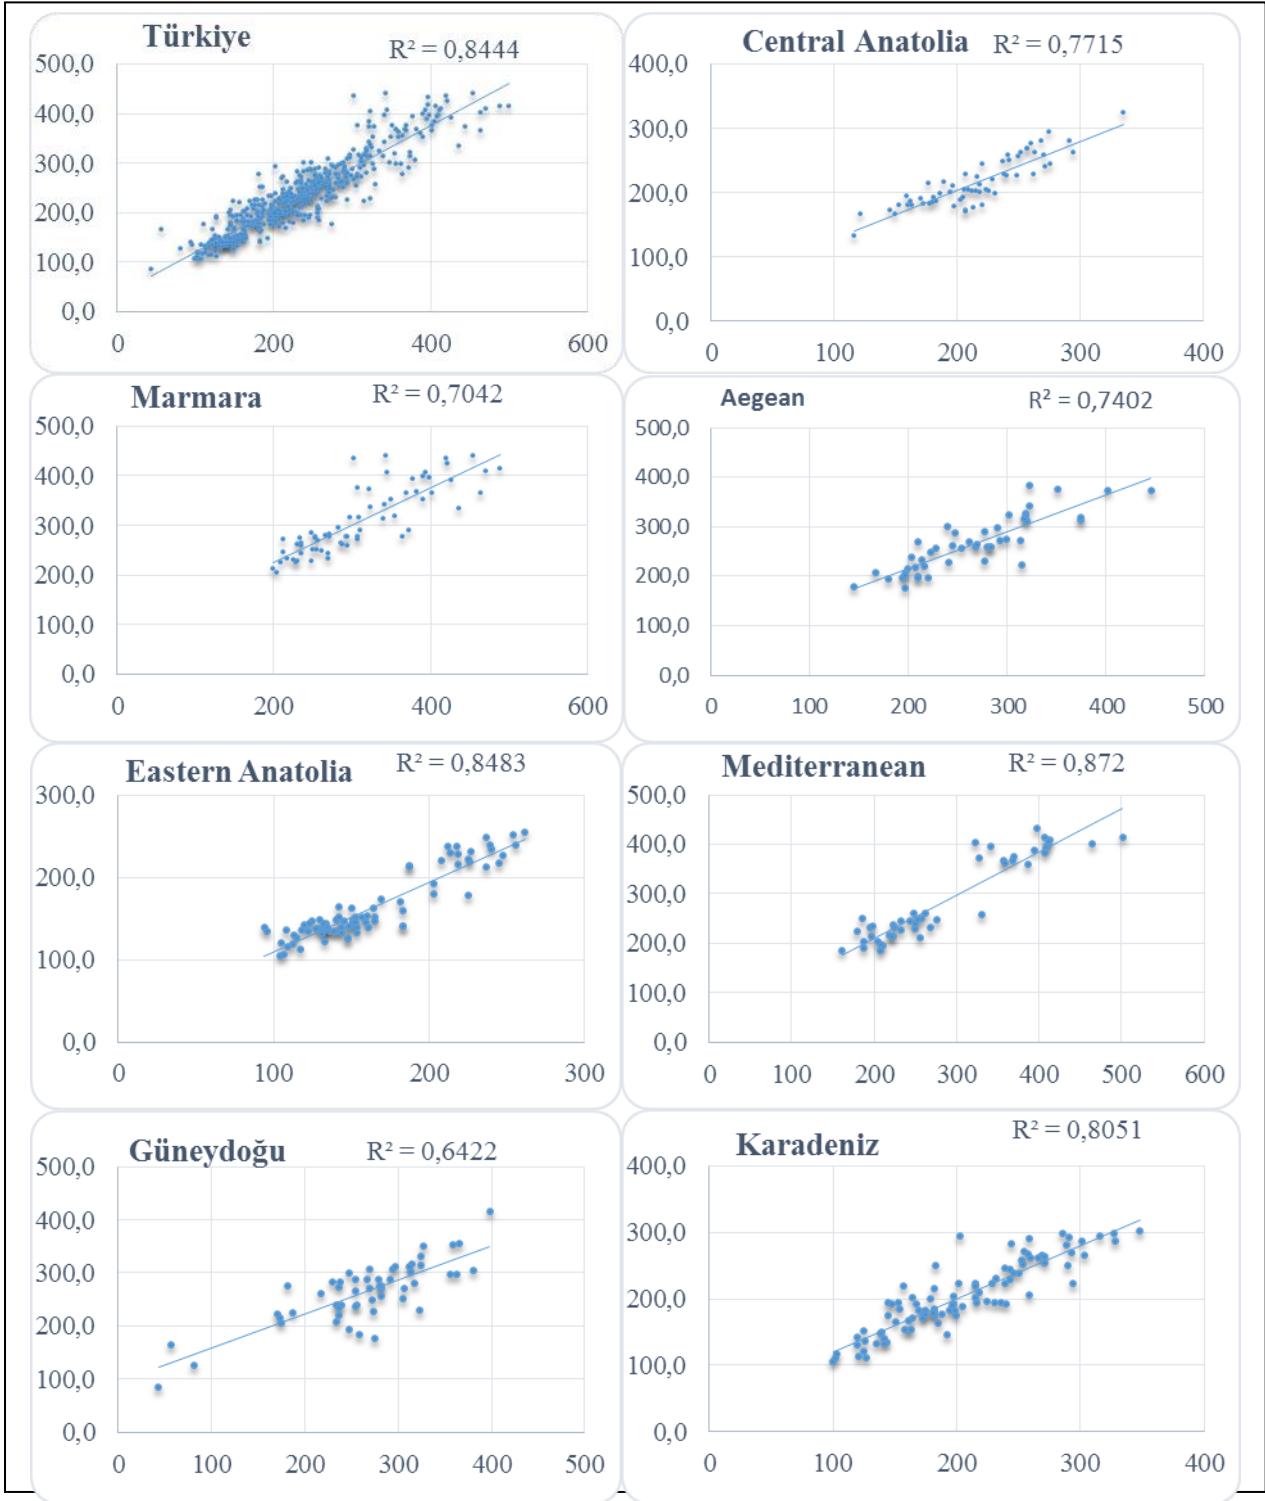 Türkiye
R² = 0,8444
500,0
400,0
300,0
200,0
100,0
0,0
0 200 400 600
Central Anatolia
R² = 0,7715
400,0
300,0
200,0
100,0
0,0
0 100 200 300 400
Marmara
R² = 0,7042
500,0
400,0
300,0
200,0
100,0
0,0
0 200 400 600
Aegean
R² = 0,7402
500,0
400,0
300,0
200,0
100,0
0,0
0 100 200 300 400 500
Eastern Anatolia
R² = 0,8483
300,0
200,0
100,0
0,0
0 100 200 300
Mediterranean
R² = 0,872
500,0
400,0
300,0
200,0
100,0
0,0
0 100 200 300 400 500 600
Güneydoğu
R² = 0,6422
500,0
400,0
300,0
200,0
100,0
0,0
0 100 200 300 400 500
Karadeniz
R² = 0,8051
400,0
300,0
200,0
100,0
0,0
0 100 200 300 400